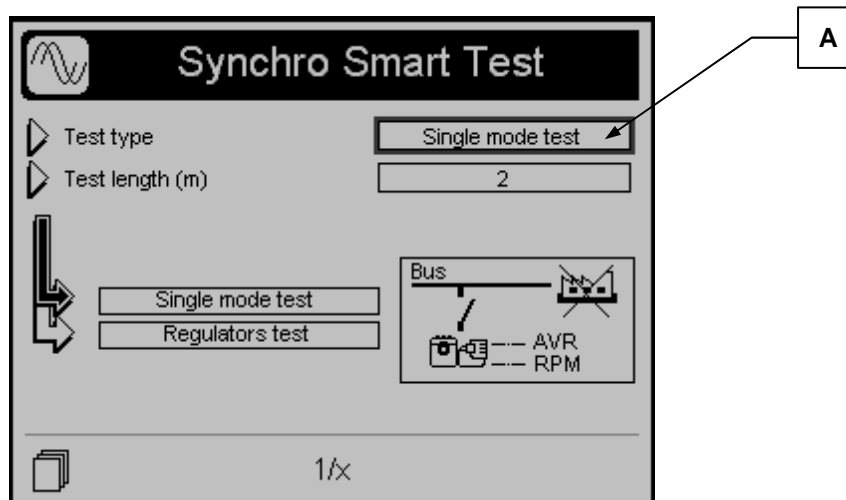 Synchro Smart Test
A
Test type Single mode test
Test length (m) 2
Bus
Single mode test
Regulators test
AVR
RPM
1/x